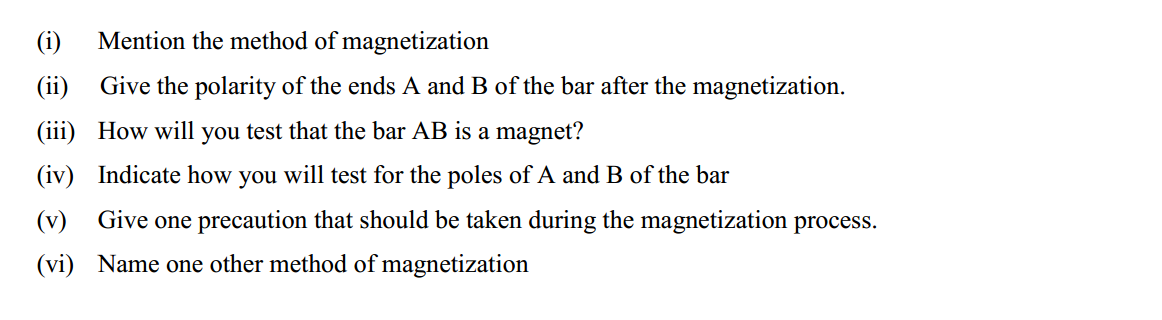 (i) Mention the method of magnetization
(ii) Give the polarity of the ends A and B of the bar after the magnetization.
(iii) How will you test that the bar AB is a magnet?
(iv) Indicate how you will test for the poles of A and B of the bar
(v) Give one precaution that should be taken during the magnetization process.
(vi) Name one other method of magnetization